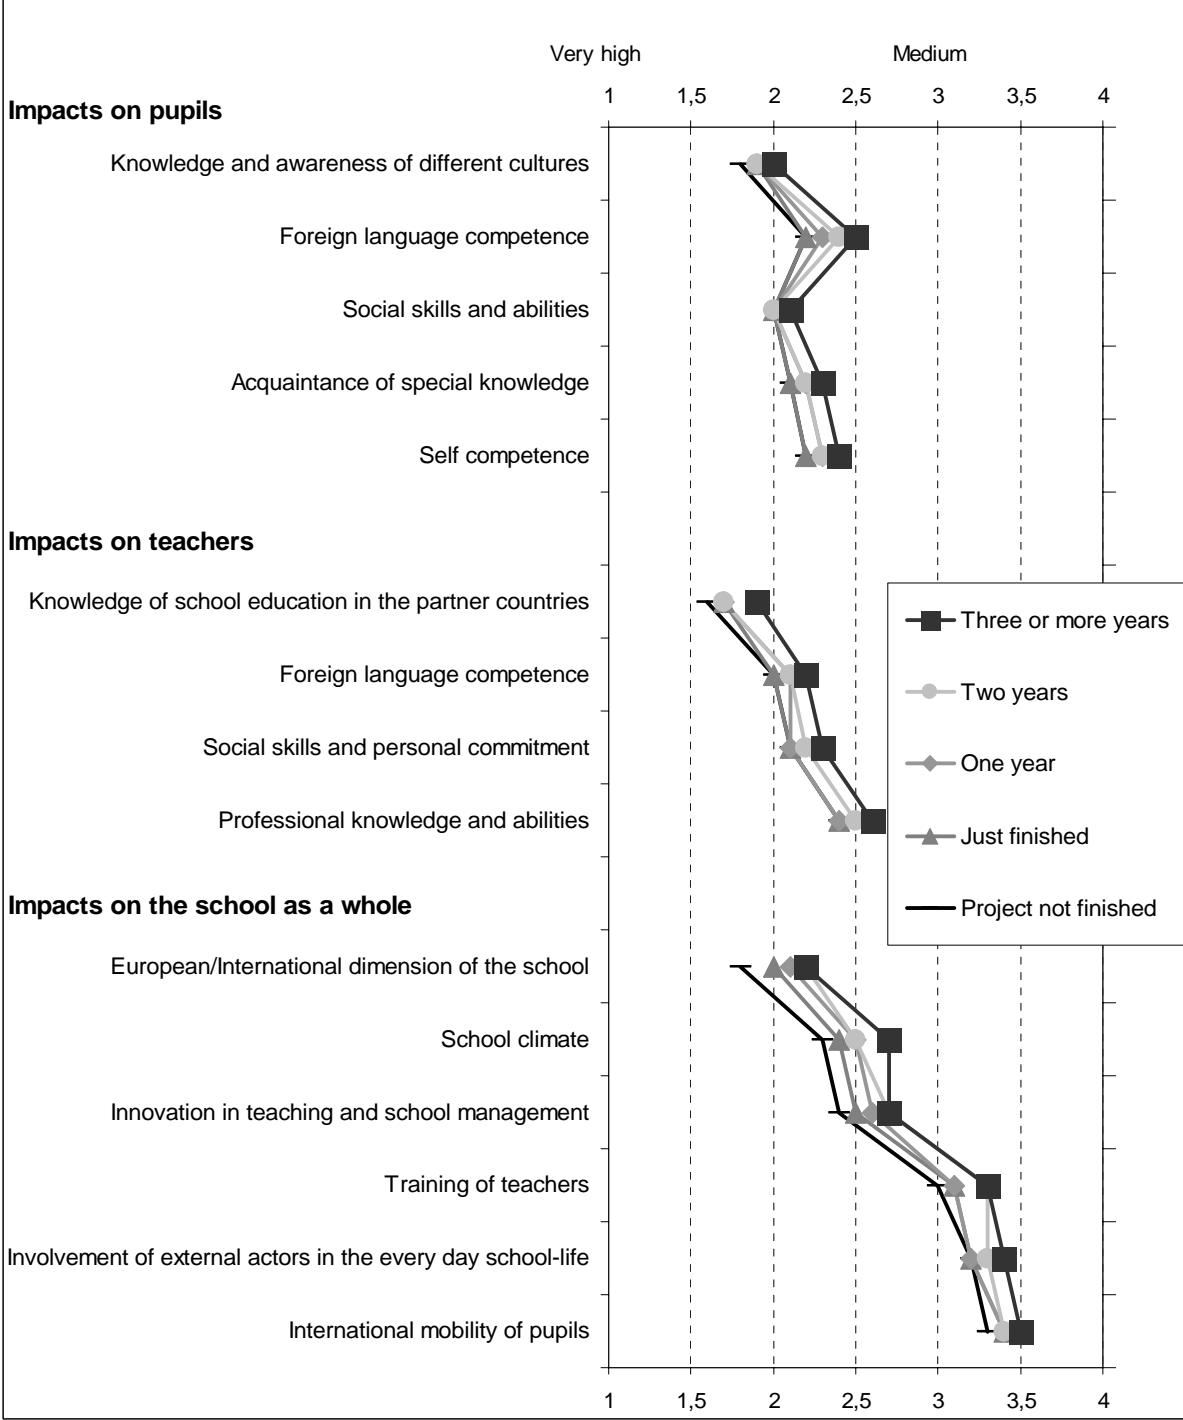 Very high Medium
1 1,5 2 2,5 3 3,5 4
Impacts on pupils
Knowledge and awareness of different cultures
Foreign language competence
Social skills and abilities
Acquaintance of special knowledge
Self competence
Impacts on teachers
Knowledge of school education in the partner countries
Foreign language competence
Social skills and personal commitment
Professional knowledge and abilities
Three or more years
Two years
One year
Just finished
Project not finished
Impacts on the school as a whole
European/International dimension of the school
School climate
Innovation in teaching and school management
Training of teachers
Involvement of external actors in the every day school-life
International mobility of pupils
1 1,5 2 2,5 3 3,5 4